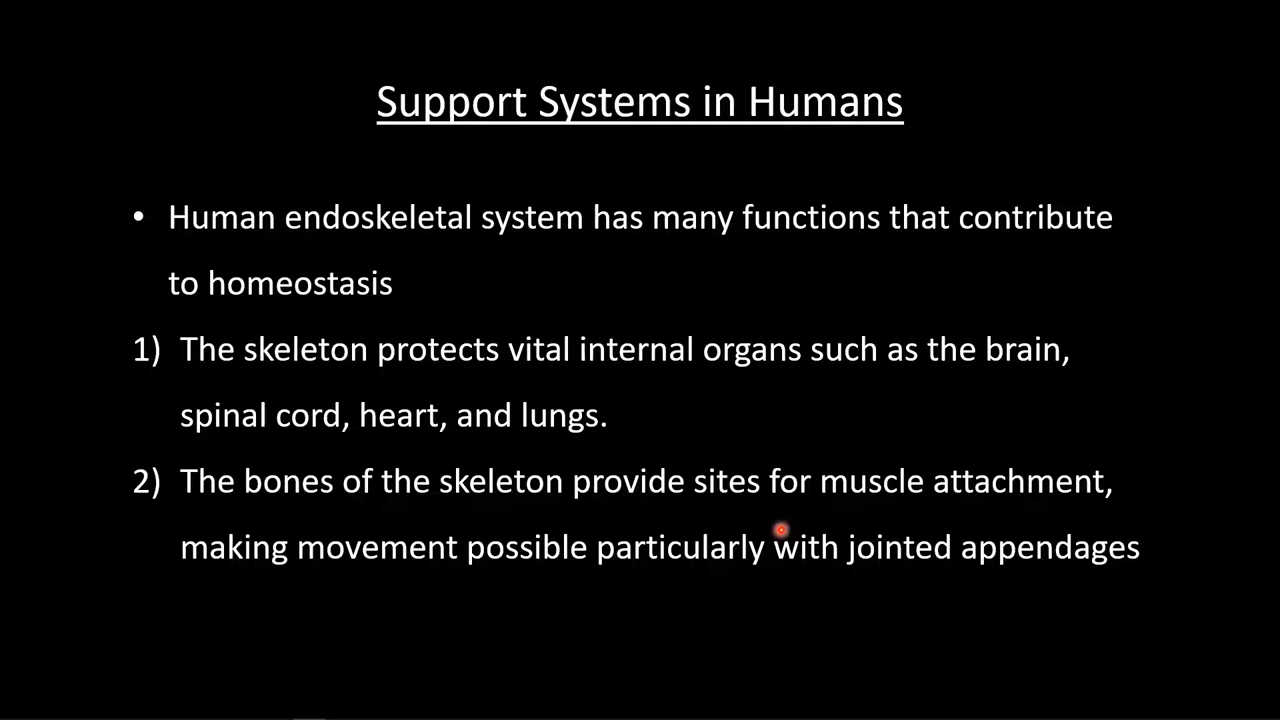 Support Systems in Humans
• Human endoskeletal system has many functions that contribute
to homeostasis
1) The skeleton protects vital internal organs such as the brain,
spinal cord, heart, and lungs.
2) The bones of the skeleton provide sites for muscle attachment,
making movement possible particularly with jointed appendages